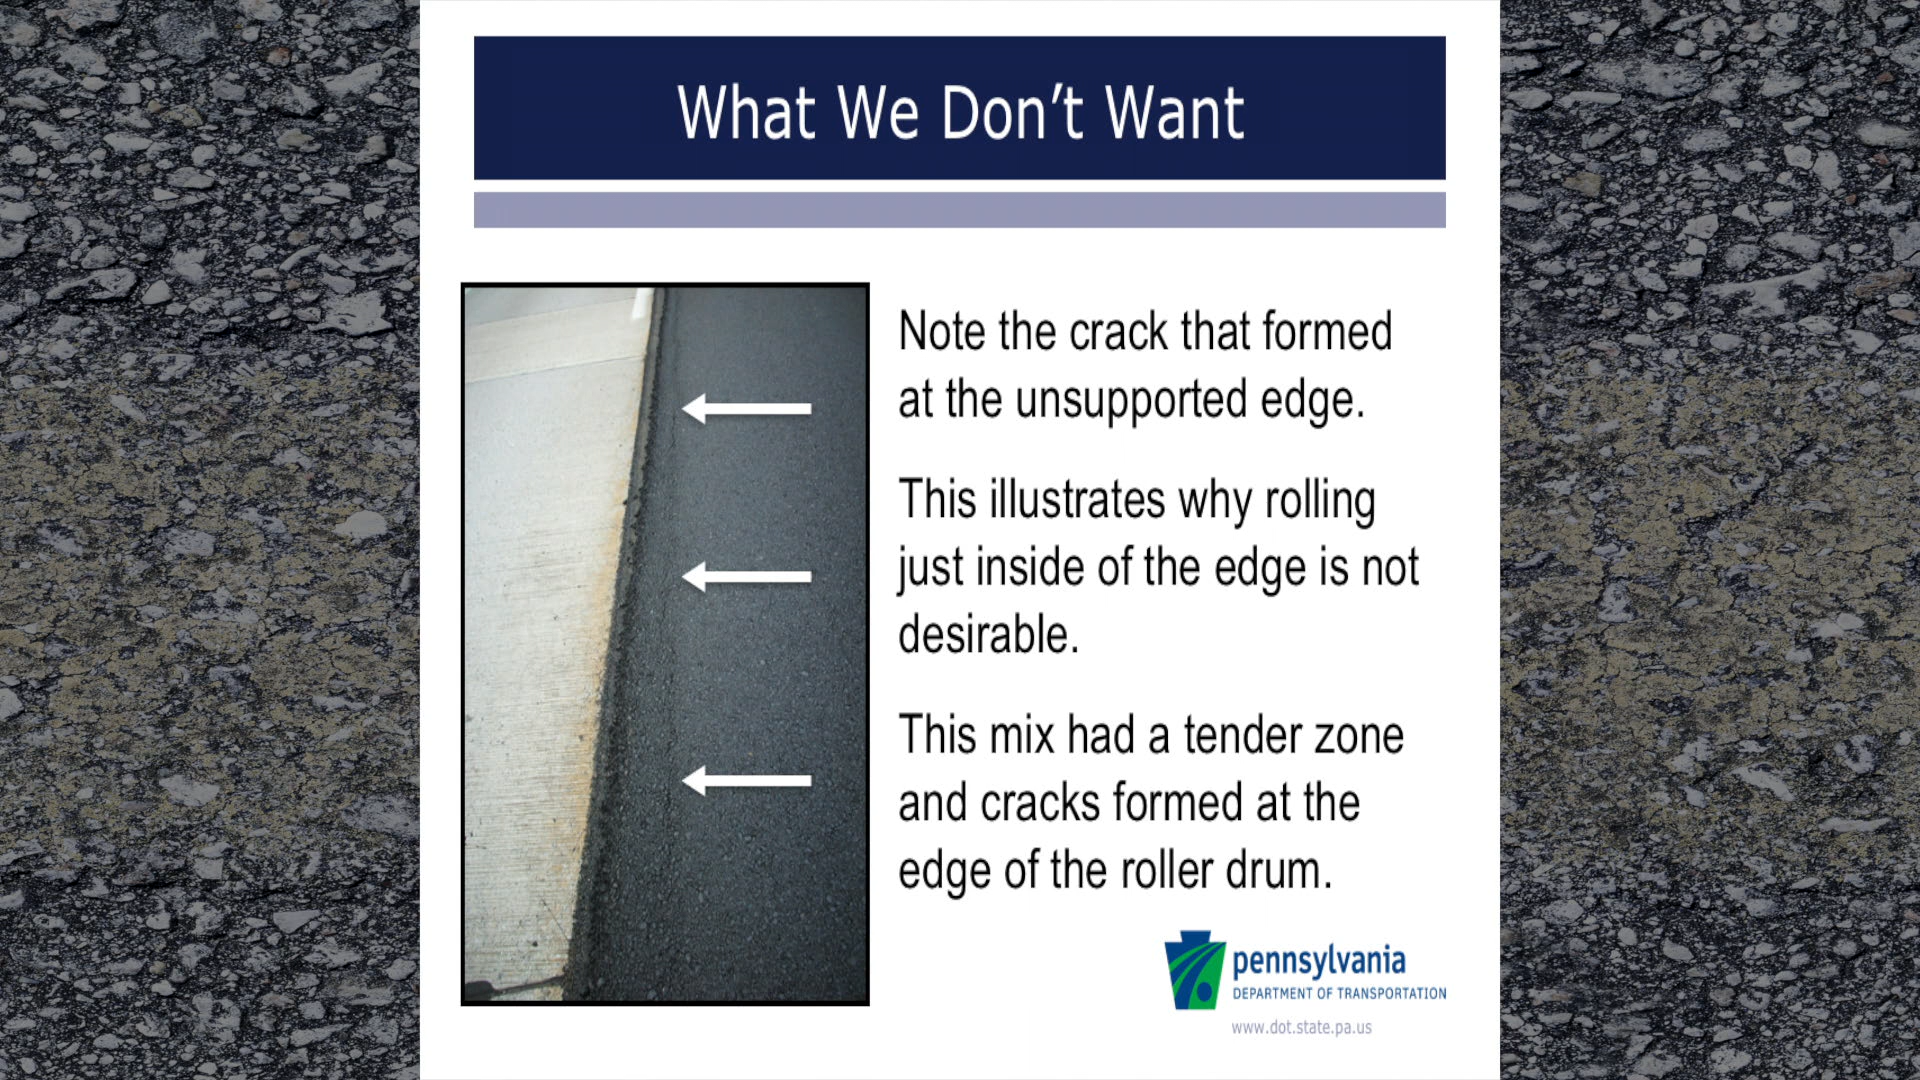 What We Don’t Want
Note the crack that formed
at the unsupported edge.
This illustrates why rolling
just inside of the edge is not
desirable.
This mix had a tender zone
and cracks formed at the
edge of the roller drum.
pennsylvania
DEPARTMENT OF TRANSPORTATION
www.dot.state.pa.us